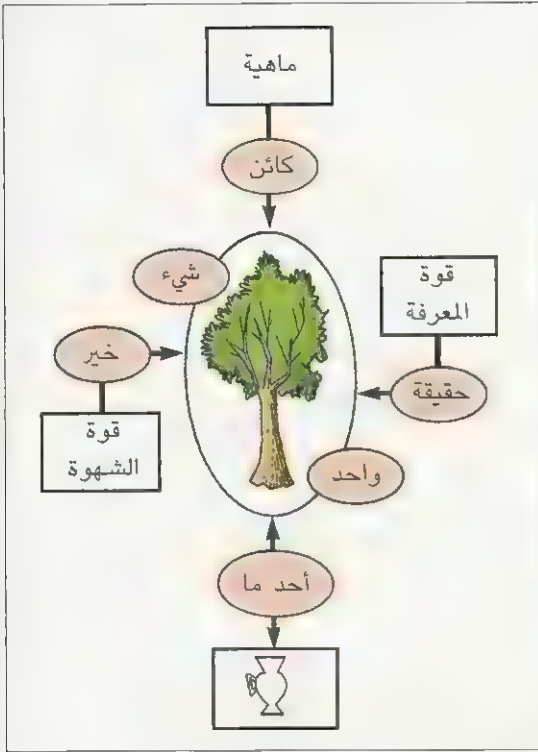 ماهية
كائن
شيء
قوة
المعرفة
خير
حقيقة
قوة
الشهوة
واحد
أحد ما